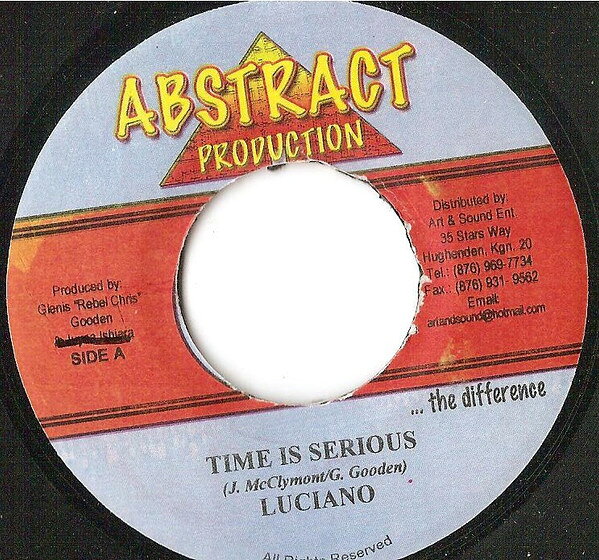 ABSTRACT
PRODUCTION
Distributed by:
Art & Sound Ent.
35 Stars Way
Hughenden, Kgn. 20
Tel.: (876) 969-7734
Fax.: (876) 931- 9562
Email:
artandsound@hotmail.com
Produced by:
Glenis "Rebel Chris"
Gooden
Ishiara
SIDE A
... the difference
TIME IS SERIOUS
(J. McClymont/G. Gooden)
LUCIANO
All Rights Reserved